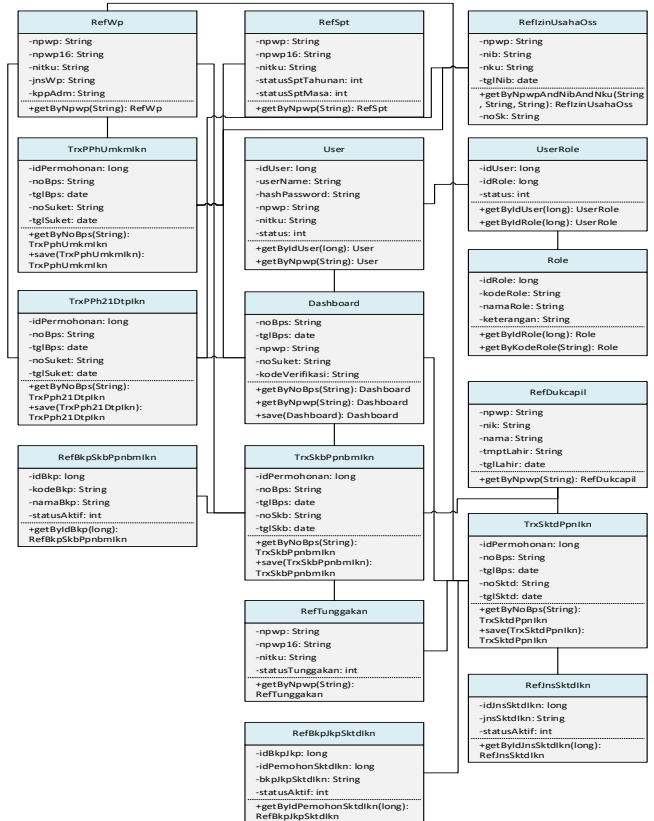 RefWp
-npwp: String
-npwp16: String
-nitku: String
-jnsWp: String
-kppAdm: String
+getByNpwp(String): RefWp
RefSpt
-npwp: String
-npwp16: String
-nitku: String
-statusSptTahunan: int
-statusSptMasa: int
+getByNpwp(String): RefSpt
RefIzinUsahaOss
-npwp: String
-nib: String
-nku: String
-tglNib: date
+getByNpwpAndNibAndNku(String
, String, String): RefIzinUsahaOss
-noSk: String
TrxPPhUmkmIkn
-idPermohonan: long
-noBps: String
-tglBps: date
-noSuket: String
-tglSuket: date
+getByNoBps(String):
TrxPphUmkmIkn
+save(TrxPphUmkmIkn):
TrxPphUmkmIkn
User
-idUser: long
-userName: String
-hashPassword: String
-npwp: String
-nitku: String
-status: int
+getByIdUser(long): User
+getByNpwp(String): User
UserRole
-idUser: long
-idRole: long
-status: int
+getByIdUser(long): UserRole
+getByIdRole(long): UserRole
Role
-idRole: long
-kodeRole: String
-namaRole: String
-keterangan: String
+getByIdRole(long): Role
+getByKodeRole(String): Role
TrxPPh21DtpIkn
-idPermohonan: long
-noBps: String
-tglBps: date
-noSuket: String
-tglSuket: date
+getByNoBps(String):
TrxPph21DtpIkn
+save(TrxPph21DtpIkn):
TrxPph21DtpIkn
Dashboard
-noBps: String
-tglBps: date
-npwp: String
-noSuket: String
-kodeVerifikasi: String
+getByNoBps(String): Dashboard
+getByNpwp(String): Dashboard
+save(Dashboard): Dashboard
RefDukcapil
-npwp: String
-nik: String
-nama: String
-tmptLahir: String
-tglLahir: date
+getByNpwp(String): RefDukcapil
RefBkpSkbPpnbmIkn
-idBkp: long
-kodeBkp: String
-namaBkp: String
-statusAktif: int
+getByIdBkp(long):
RefBkpSkbPpnbmIkn
TrxSkbPpnbmIkn
-idPermohonan: long
-noBps: String
-tglBps: date
-noSkb: String
-tglSkb: date
+getByNoBps(String):
TrxSkbPpnbmIkn
+save(TrxSkbPpnbmIkn):
TrxSkbPpnbmIkn
TrxSktdPpnIkn
-idPermohonan: long
-noBps: String
-tglBps: date
-noSktd: String
-tglSktd: date
+getByNoBps(String):
TrxSktdPpnIkn
+save(TrxSktdPpnIkn):
TrxSktdPpnIkn
RefTunggakan
-npwp: String
-npwp16: String
-nitku: String
-statusTunggakan: int
+getByNpwp(String):
RefTunggakan
RefJnsSktdIkn
-idJnsSktdIkn: long
-jnsSktdIkn: String
-statusAktif: int
+getByIdJnsSktdIkn(long):
RefJnsSktdIkn
RefBkpJkpSktdIkn
-idBkpJkp: long
-idPemohonSktdIkn: long
-bkpJkpSktdIkn: String
-statusAktif: int
+getByIdPemohonSktdIkn(long):
RefBkpJkpSktdIkn